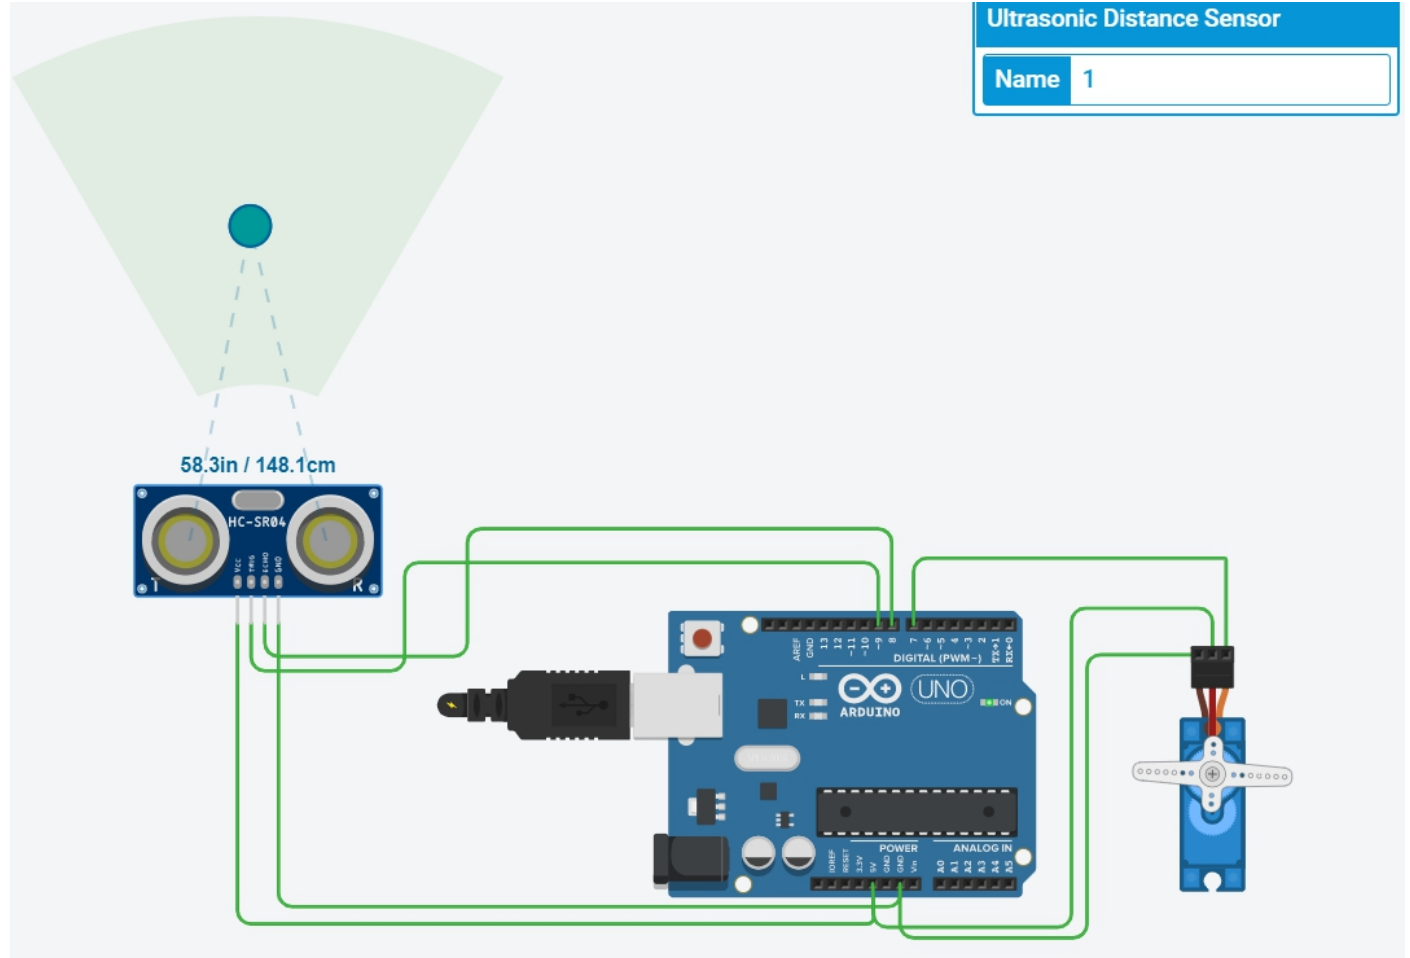 Ultrasonic Distance Sensor
Name 1
58.3in / 148.1cm
HC-SR04
VCC
TRIG
ECHO
GND
T
R
AREF
GND
13
12
~11
~10
~9
8
7
~6
~5
4
~3
2
TX→1
RX←0
DIGITAL (PWM~)
L
TX
RX
ARDUINO
UNO
ON
POWER
ANALOG IN
IOREF
RESET
3.3V
5V
GND
GND
Vin
A0
A1
A2
A3
A4
A5